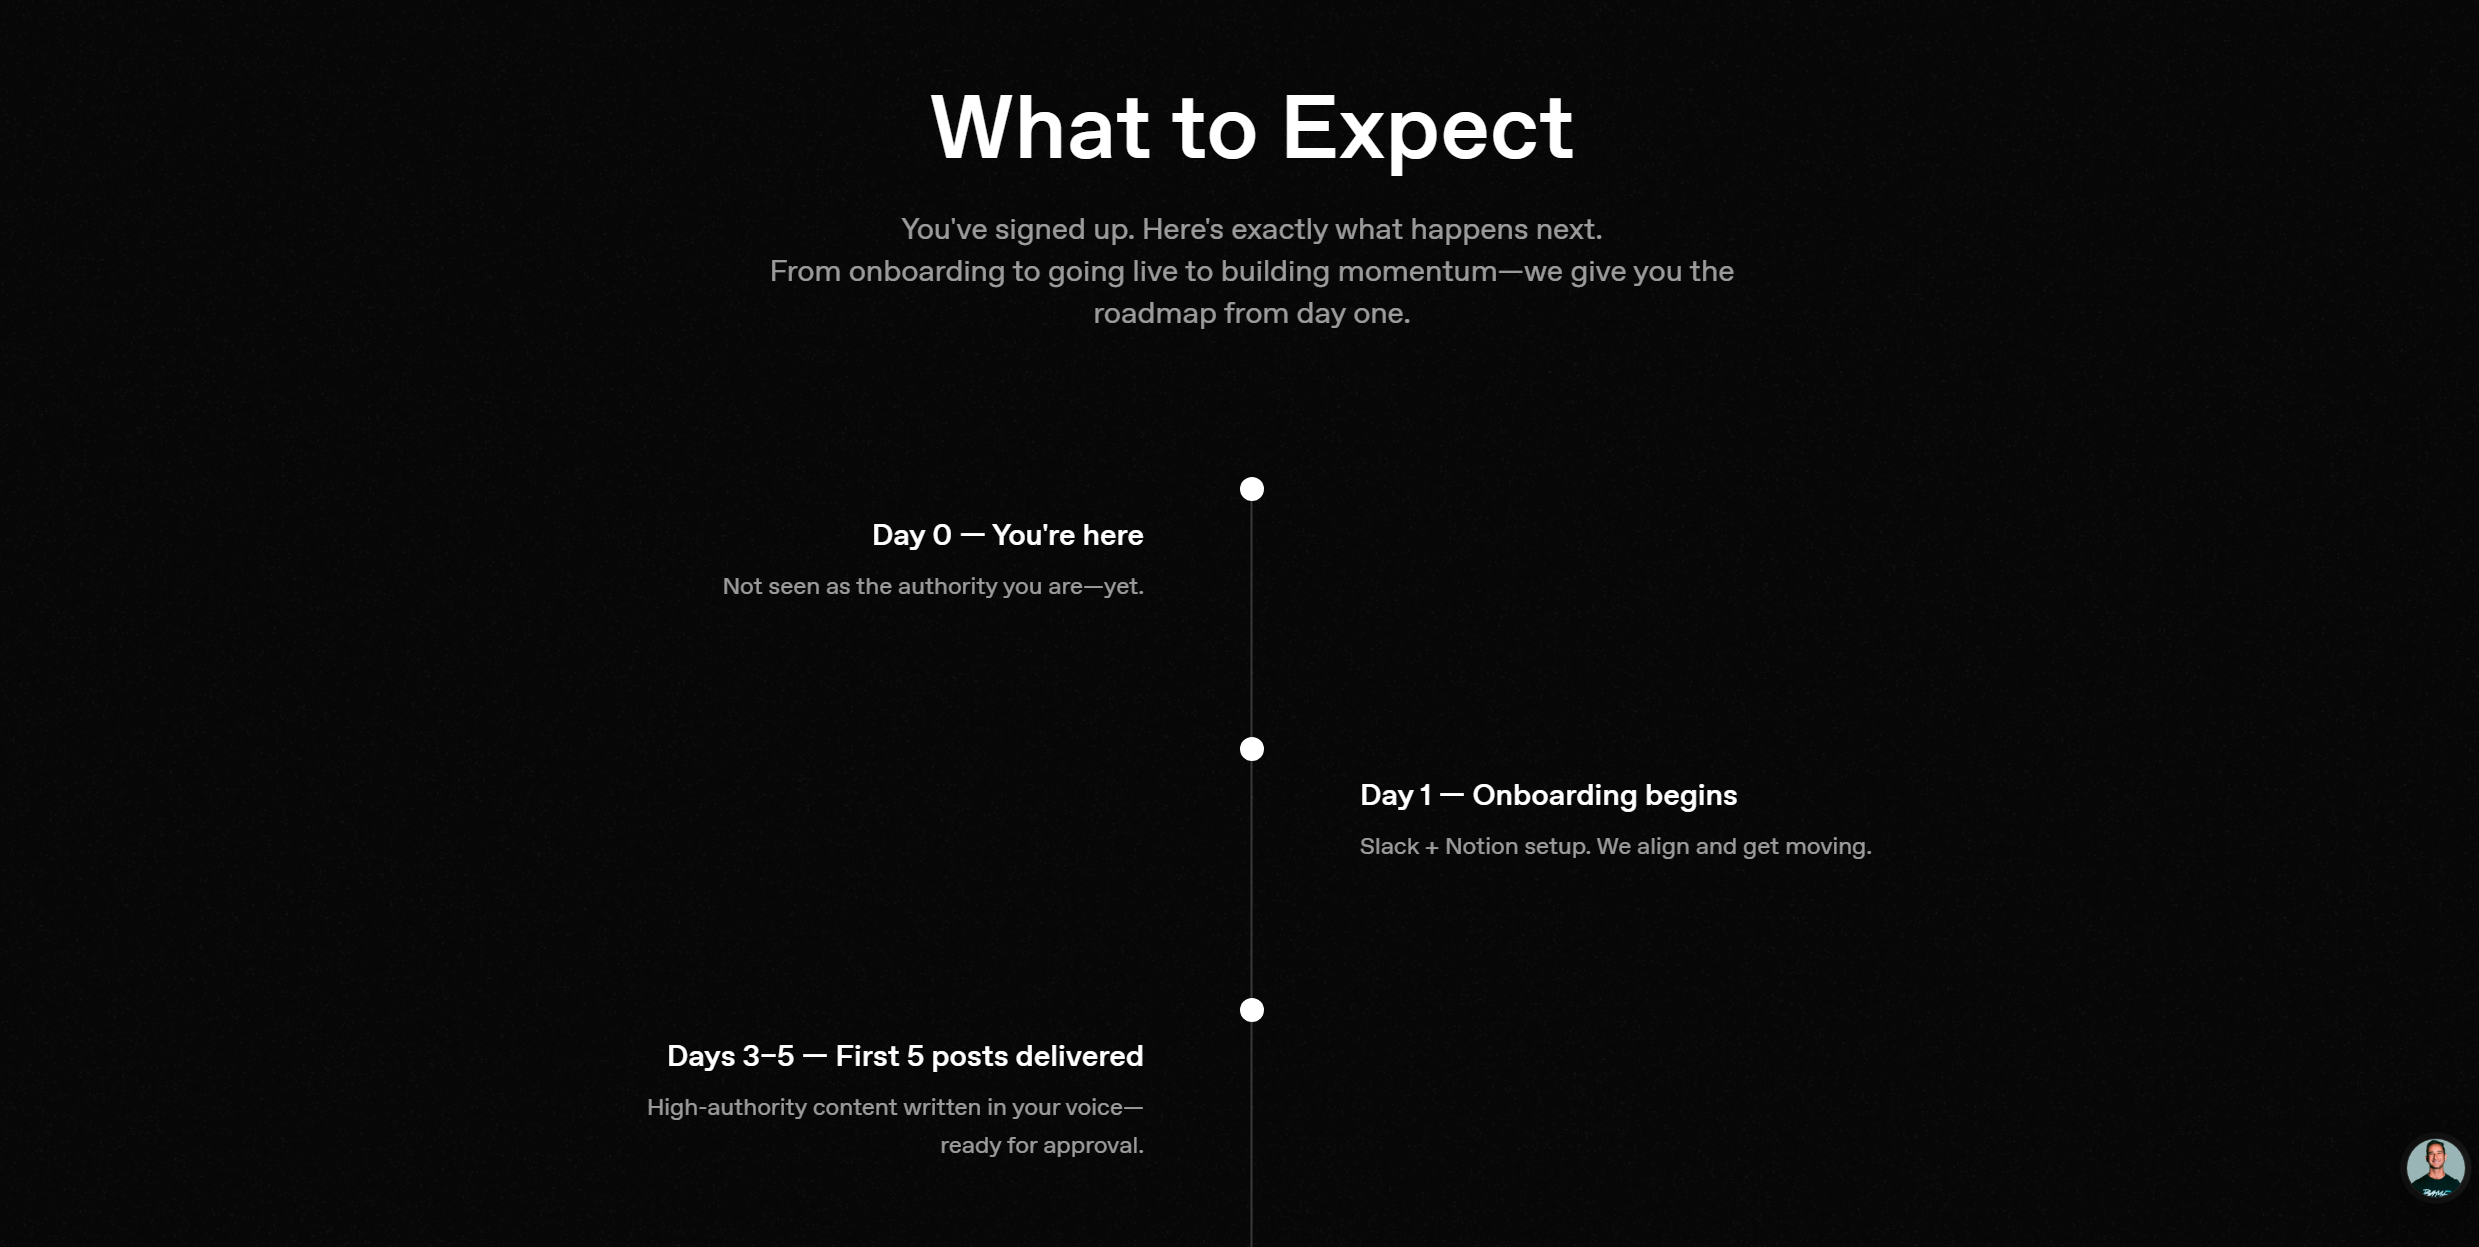 What to Expect
You've signed up. Here's exactly what happens next.
From onboarding to going live to building momentum—we give you the
roadmap from day one.
Day 0 — You're here
Not seen as the authority you are—yet.
Day 1 — Onboarding begins
Slack + Notion setup. We align and get moving.
Days 3–5 — First 5 posts delivered
High-authority content written in your voice—
ready for approval.